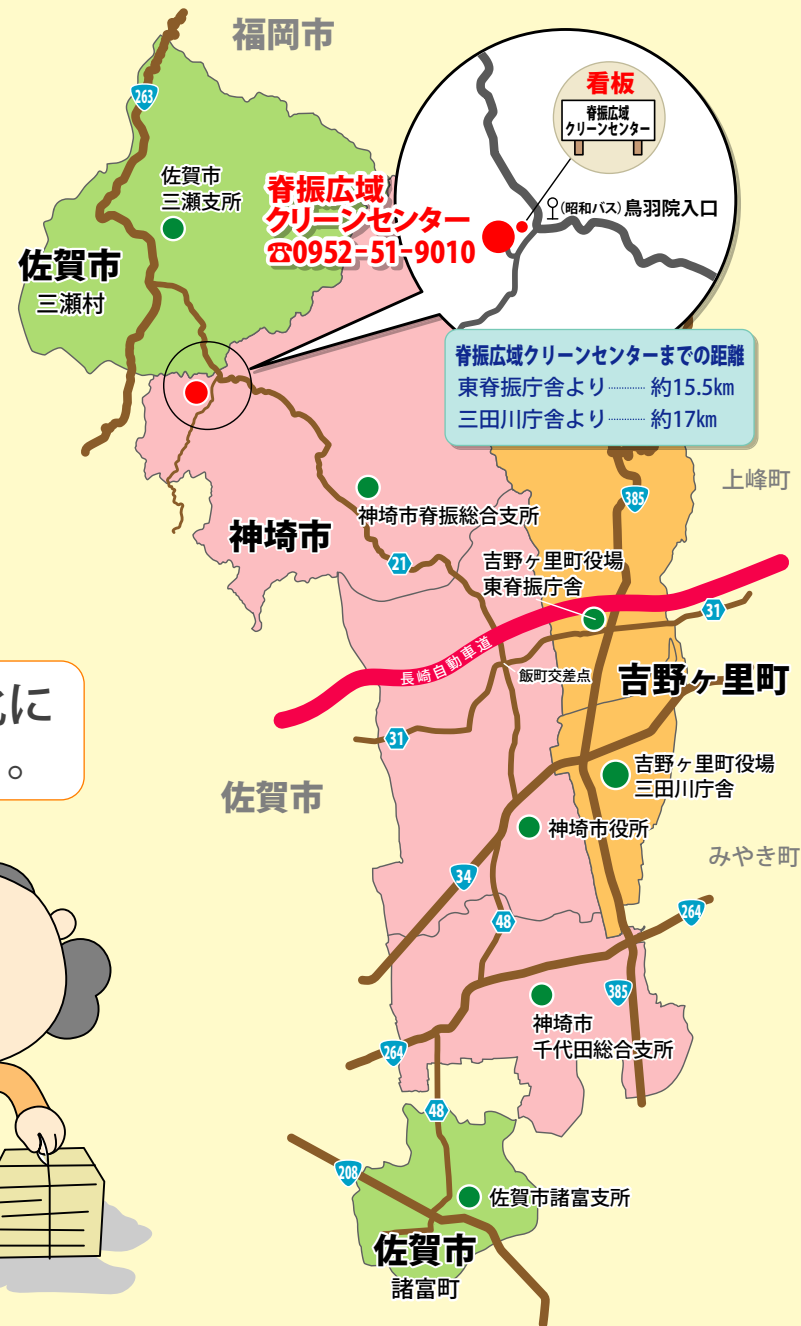 福岡市
263
看板
脊振広域
クリーンセンター
佐賀市
三瀬支所
脊振広域
クリーンセンター
☎0952-51-9010
(昭和バス)鳥羽院入口
佐賀市
三瀬村
脊振広域クリーンセンターまでの距離
東脊振庁舎より………約15.5km
三田川庁舎より………約17km
上峰町
385
神埼市脊振総合支所
神埼市
21
吉野ヶ里町役場
東脊振庁舎
31
長崎自動車道
飯町交差点
吉野ヶ里町
に
。
31
吉野ヶ里町役場
三田川庁舎
佐賀市
神埼市役所
みやき町
34
48
264
385
神埼市
千代田総合支所
264
48
208
佐賀市諸富支所
佐賀市
諸富町